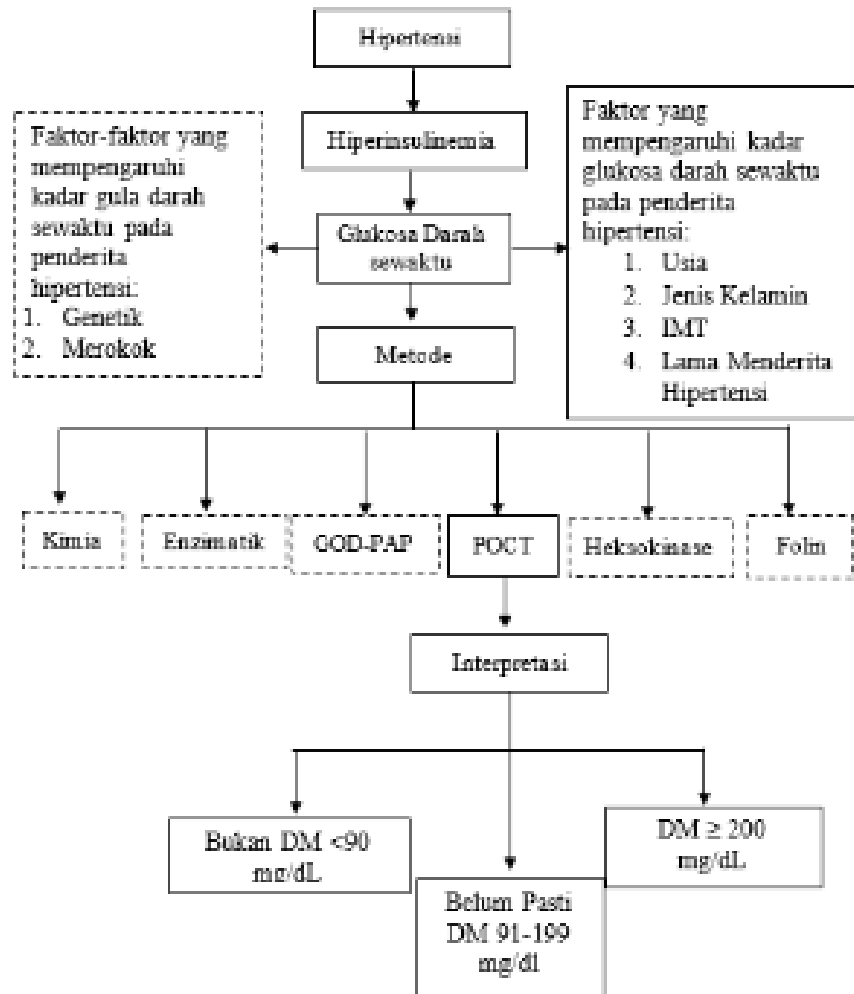 Hipertensi
Hiperinsulinemia
Faktor-faktor yang
mempengaruhi
kadar gula darah
sewaktu pada
penderita
hipertensi:
1. Genetik
2. Merokok
Glukosa Darah
sewaktu
Faktor yang
mempengaruhi kadar
glukosa darah sewaktu
pada penderita
hipertensi:
1. Usia
2. Jenis Kelamin
3. IMT
4. Lama Menderita
Hipertensi
Metode
Kimia
Enzimatik
GOD-PAP
POCT
Heksokinase
Folin
Interpretasi
Bukan DM <90
mg/dL
Belum Pasti
DM 91-199
mg/dl
DM ≥ 200
mg/dL